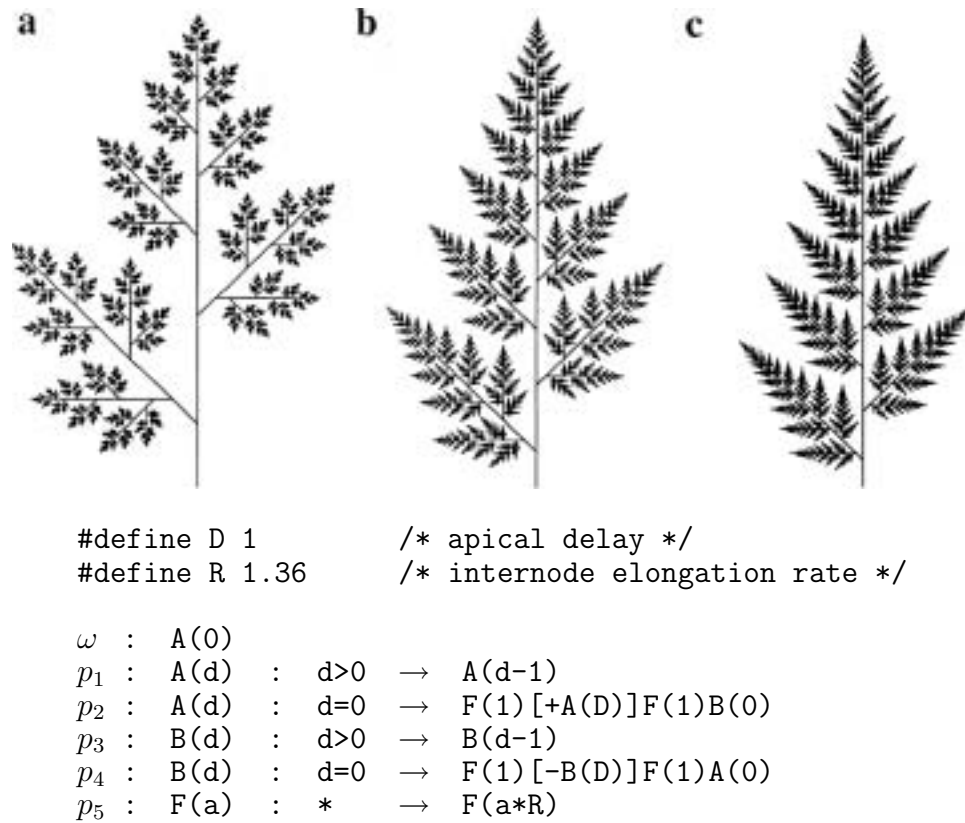 a b c
#define D 1 /* apical delay */
#define R 1.36 /* internode elongation rate */
ω : A(0)
p₁ : A(d) : d>0 → A(d-1)
p₂ : A(d) : d=0 → F(1)[+A(D)]F(1)B(0)
p₃ : B(d) : d>0 → B(d-1)
p₄ : B(d) : d=0 → F(1)[-B(D)]F(1)A(0)
p₅ : F(a) : * → F(a*R)